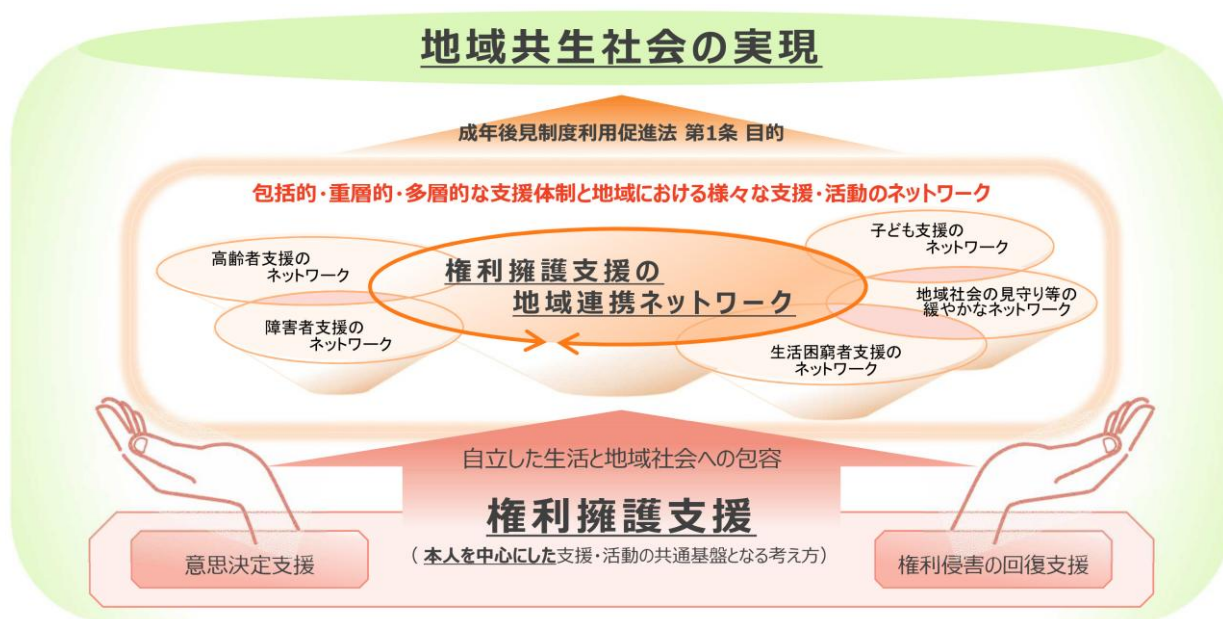 地域共生社会の実現
成年後見制度利用促進法 第1条 目的
包括的・重層的・多層的な支援体制と地域における様々な支援・活動のネットワーク
高齢者支援の
ネットワーク
障害者支援の
ネットワーク
権利擁護支援の
地域連携ネットワーク
子ども支援の
ネットワーク
地域社会の見守り等の
緩やかなネットワーク
生活困窮者支援の
ネットワーク
自立した生活と地域社会への包容
権利擁護支援
（本人を中心にした支援・活動の共通基盤となる考え方）
意思決定支援
権利侵害の回復支援